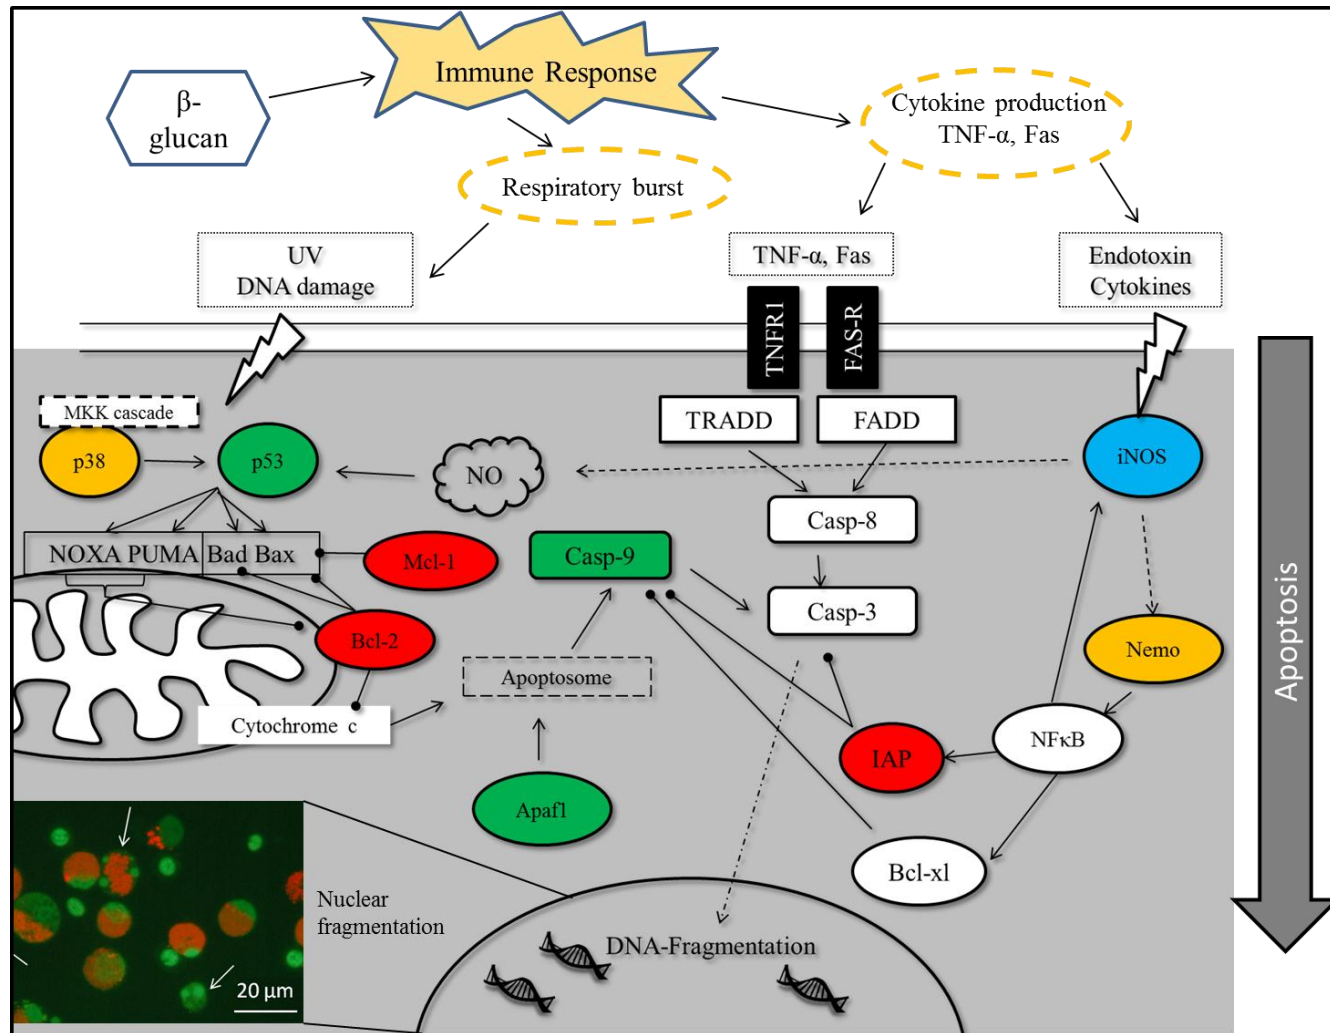 β-
glucan
Immune Response
Cytokine production
TNF-α, Fas
Respiratory burst
UV
DNA damage
TNF-α, Fas
Endotoxin
Cytokines
TNFR1
FAS-R
MKK cascade
TRADD
FADD
p38
p53
NO
iNOS
Casp-8
NOXA PUMA Bad Bax
Mcl-1
Casp-9
Casp-3
Bcl-2
Nemo
Apoptosome
Cytochrome c
NFκB
IAP
Apaf1
Bcl-xl
Apoptosis
Nuclear
fragmentation
DNA-Fragmentation
20 μm